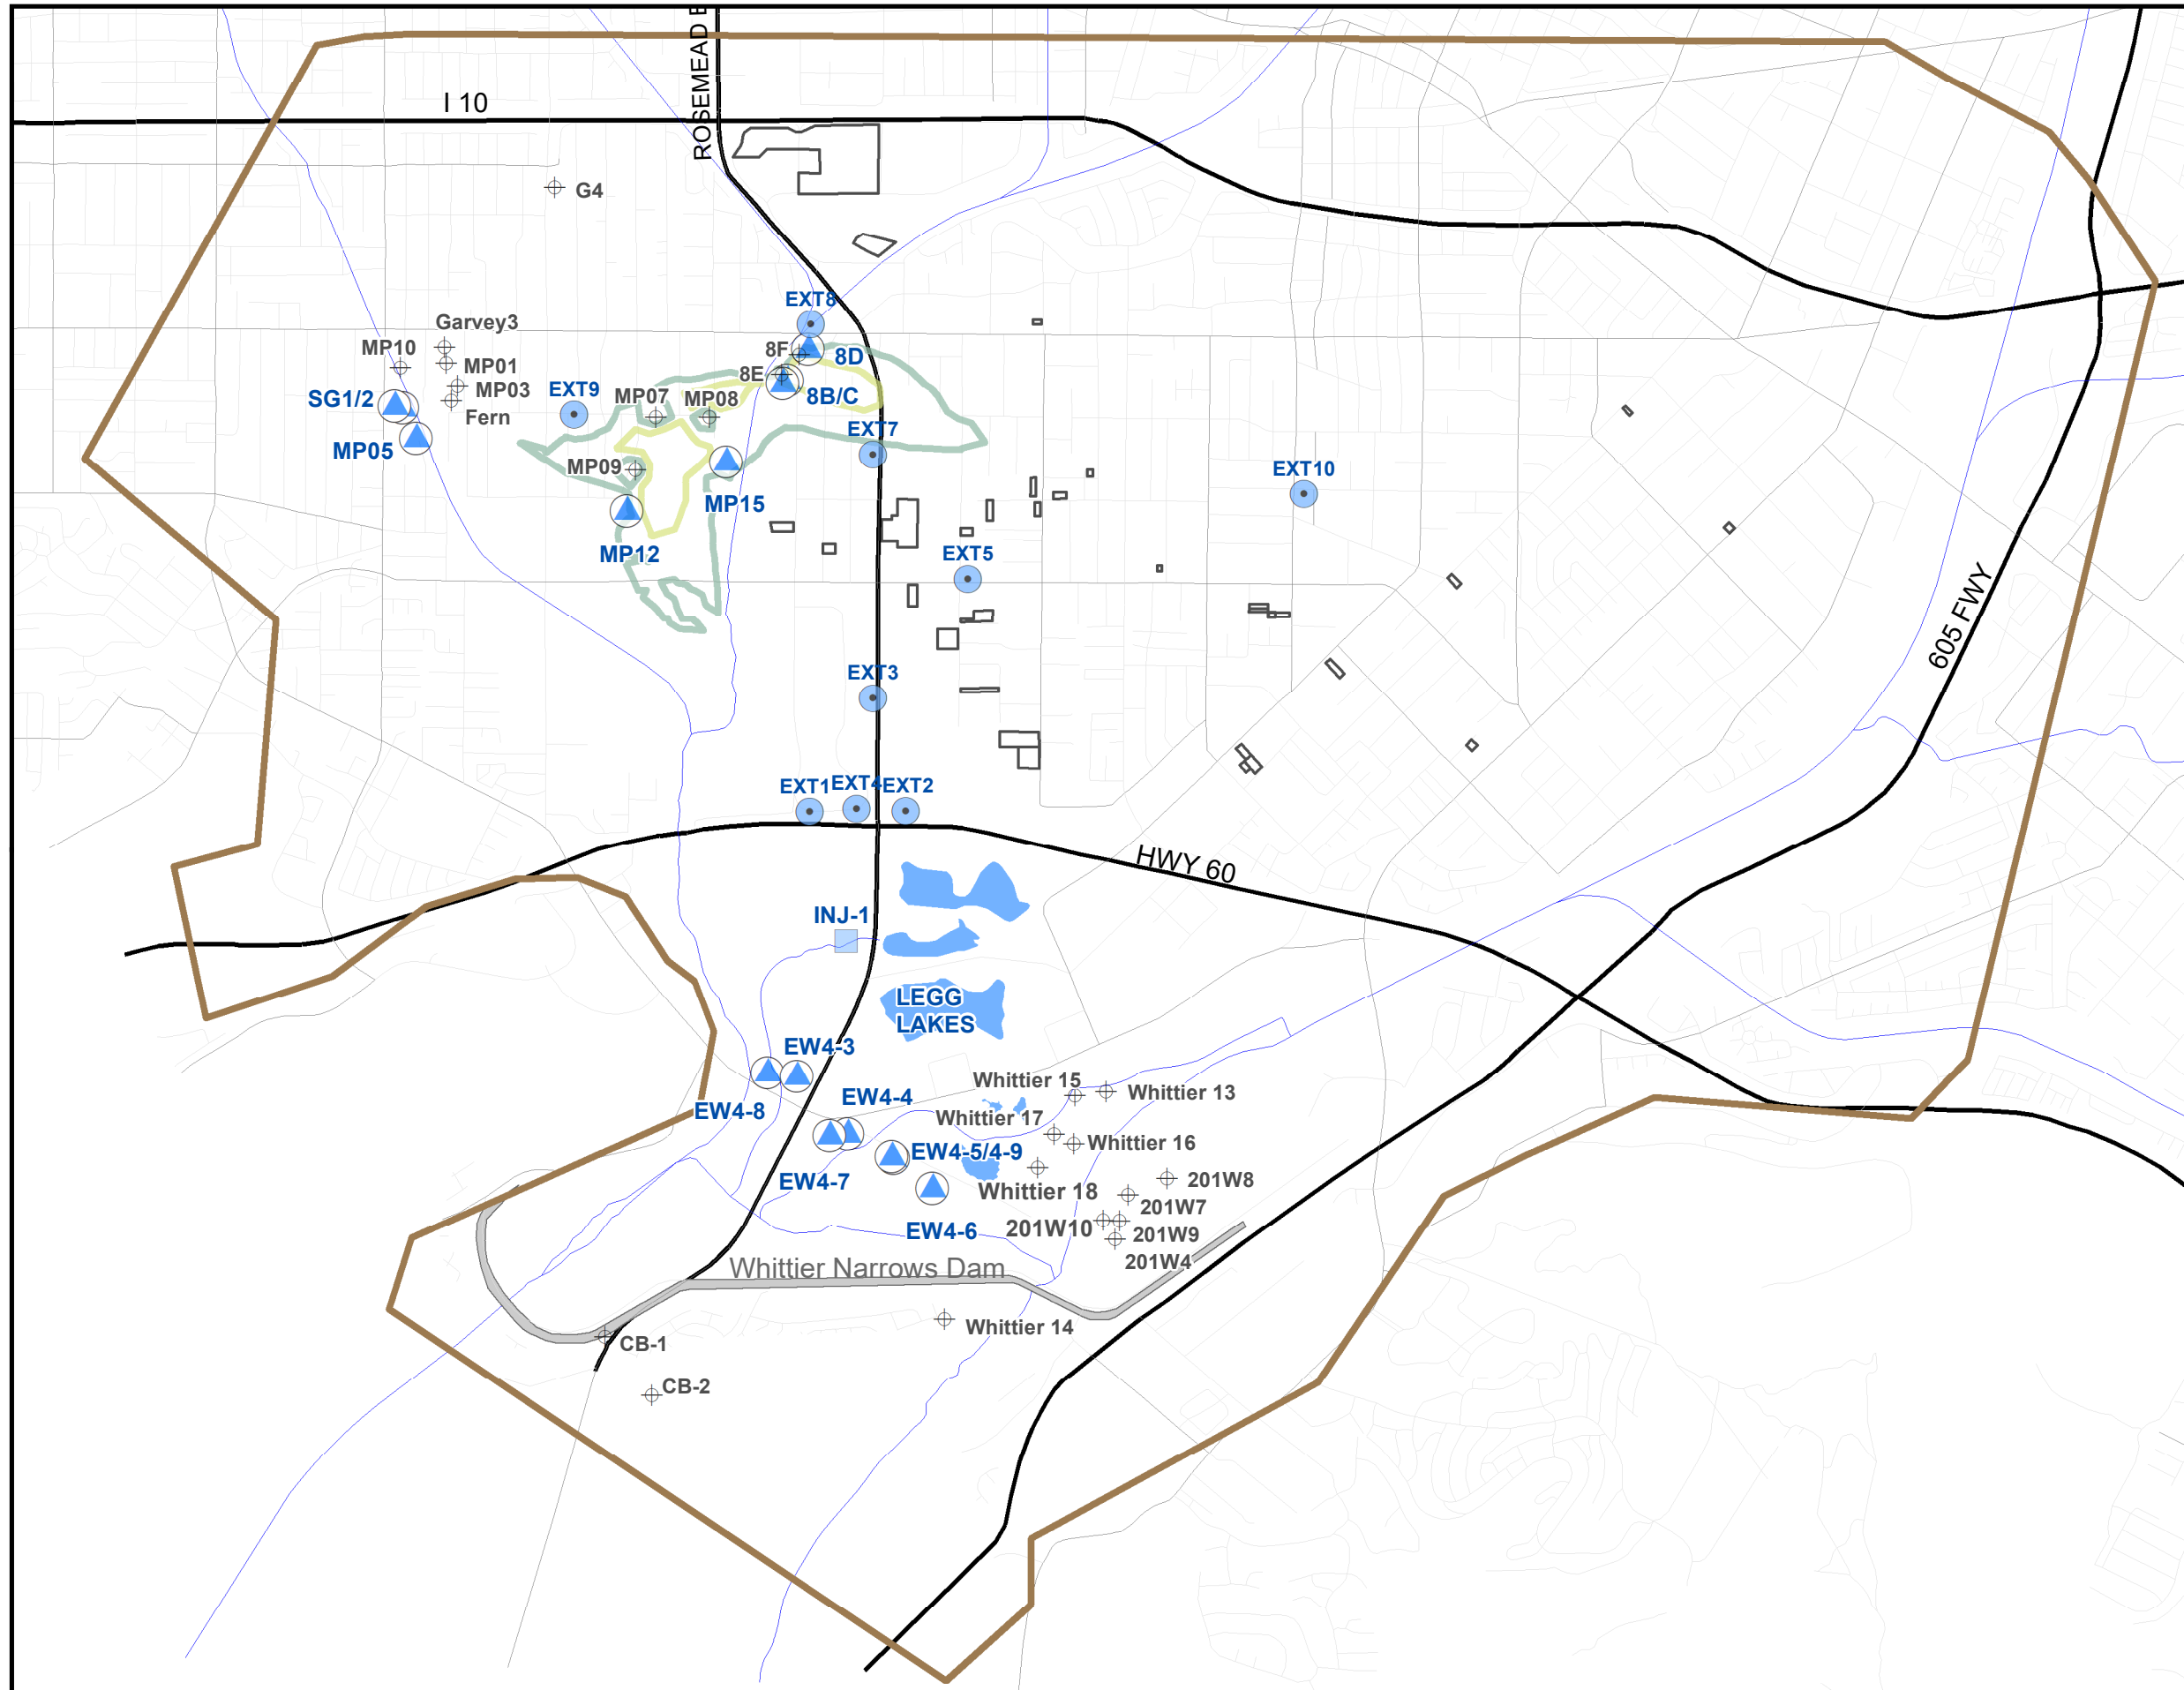 ROSEMEAD
I 10
G4
EXT8
Garvey3
MP10
MP01
8F
8D
8E
MP03
EXT9
MP07
MP08
8B/C
SG1/2
Fern
EXT7
MP05
MP09
EXT10
MP15
MP12
EXT5
605 FWY
EXT3
EXT1
EXT4
EXT2
HWY 60
INJ-1
LEGG
LAKES
EW4-3
Whittier 15
Whittier 13
EW4-4
EW4-8
Whittier 17
Whittier 16
EW4-5/4-9
EW4-7
Whittier 18
201W8
201W7
EW4-6
201W10
201W9
201W4
Whittier Narrows Dam
Whittier 14
CB-1
CB-2